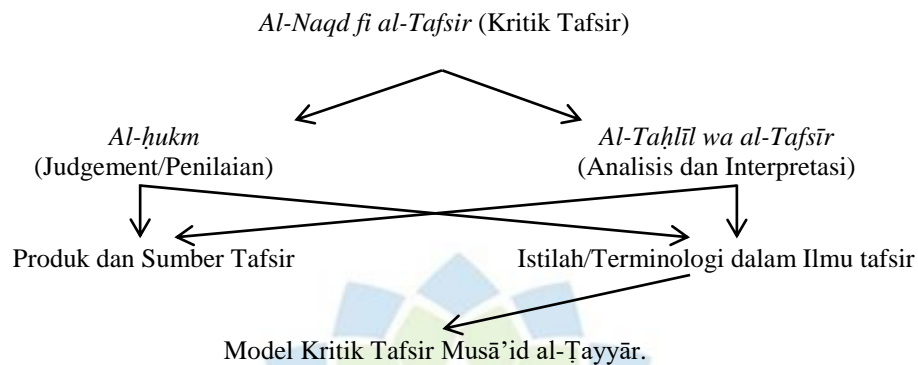 Al-Naqd fi al-Tafsir (Kritik Tafsir)
Al-ḥukm
(Judgement/Penilaian)
Al-Taḥlīl wa al-Tafsīr
(Analisis dan Interpretasi)
Produk dan Sumber Tafsir
Istilah/Terminologi dalam Ilmu tafsir
Model Kritik Tafsir Musā’id al-Ṭayyār.